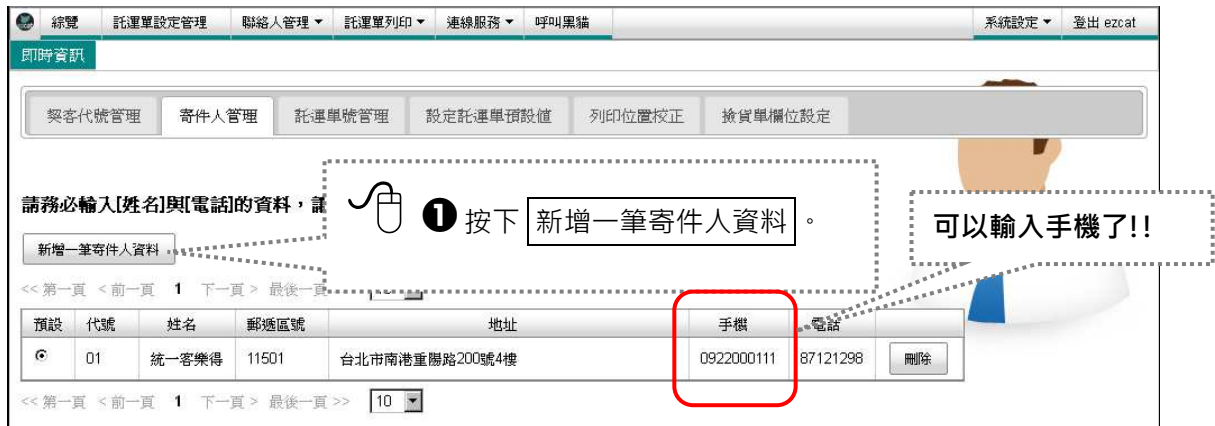 綜覽 託運單設定管理 聯絡人管理 ▼ 託運單列印 ▼ 連線服務 ▼ 呼叫黑貓 系統設定 ▼ 登出 ezcat
即時資訊
契客代號管理 寄件人管理 託運單號管理 設定託運單預設值 列印位置校正 撿貨單欄位設定
請務必輸入[姓名]與[電話]的資料,
❶ 按下 新增一筆寄件人資料 。
可以輸入手機了!!
新增一筆寄件人資料
<< 第一頁 < 前一頁 1 下一頁 > 最後一頁
預設 代號 姓名 郵遞區號 地址 手機 電話
01 統一客樂得 11501 台北市南港重陽路200號4樓 0922000111 87121298 刪除
<< 第一頁 < 前一頁 1 下一頁 > 最後一頁 >> 10